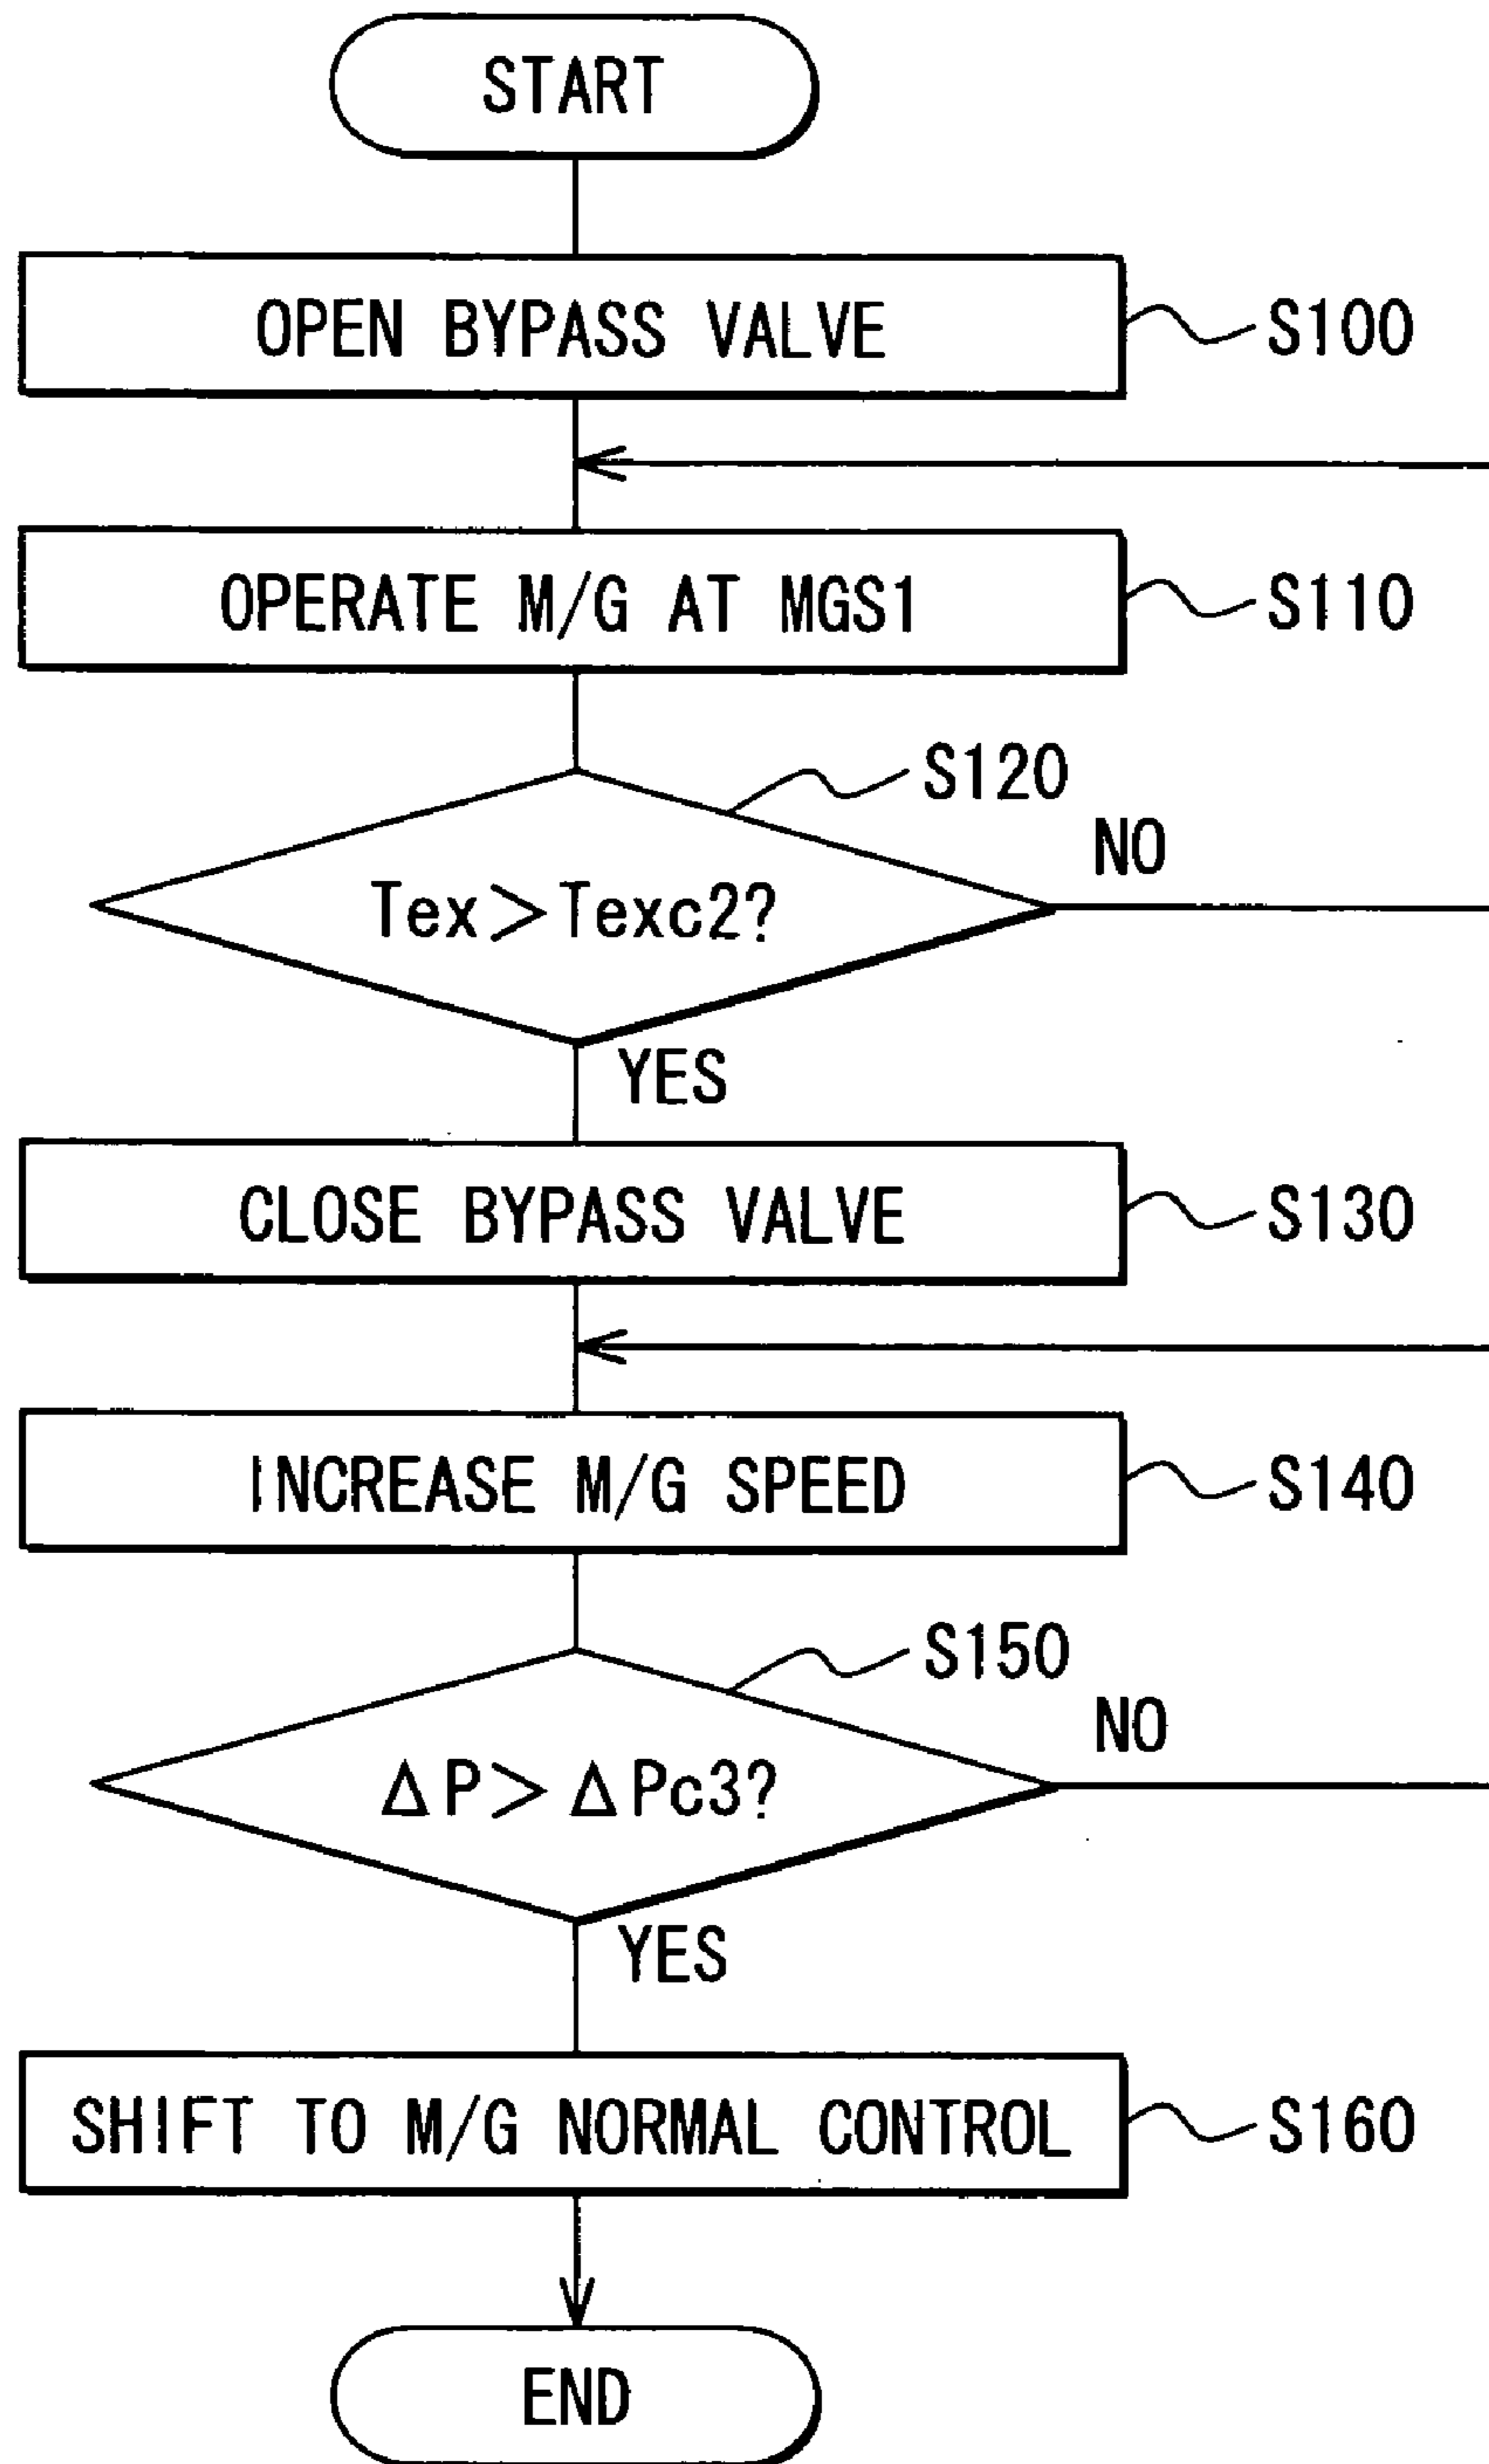 START
OPEN BYPASS VALVE
S100
OPERATE M/G AT MGS1
S110
S120
Tex>Texc2?
NO
YES
CLOSE BYPASS VALVE
S130
INCREASE M/G SPEED
S140
S150
ΔP>ΔPc3?
NO
YES
SHIFT TO M/G NORMAL CONTROL
S160
END